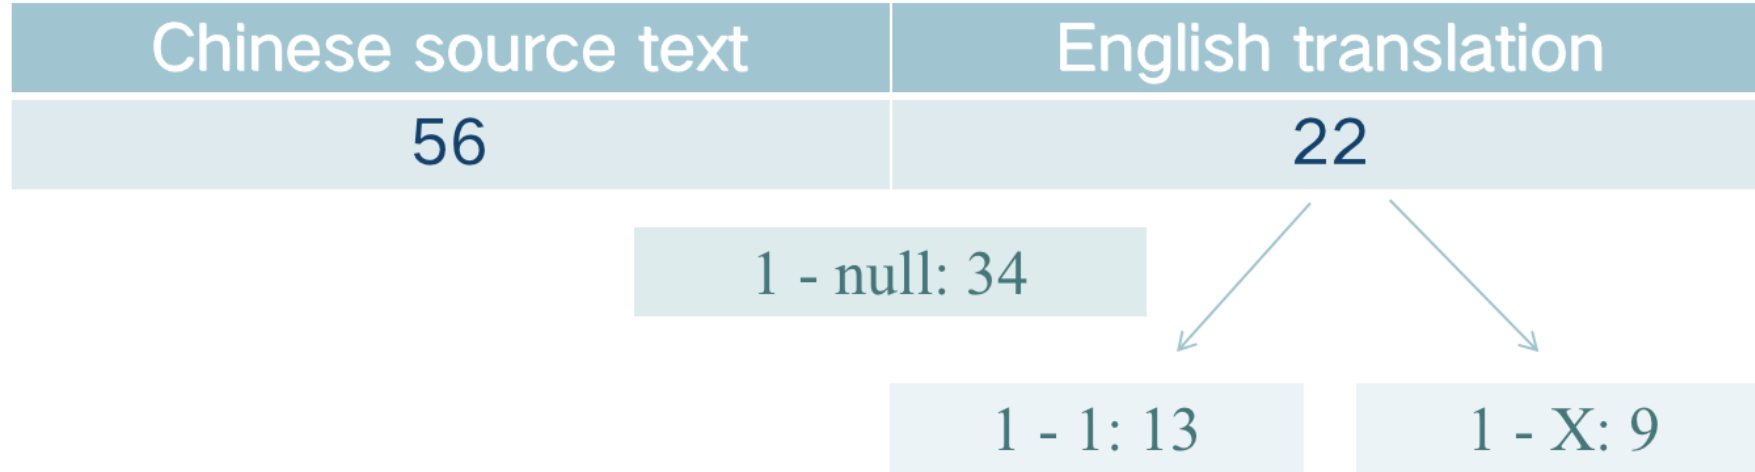 Chinese source text
English translation
56
22
1 - null: 34
1 - 1: 13
1 - X: 9